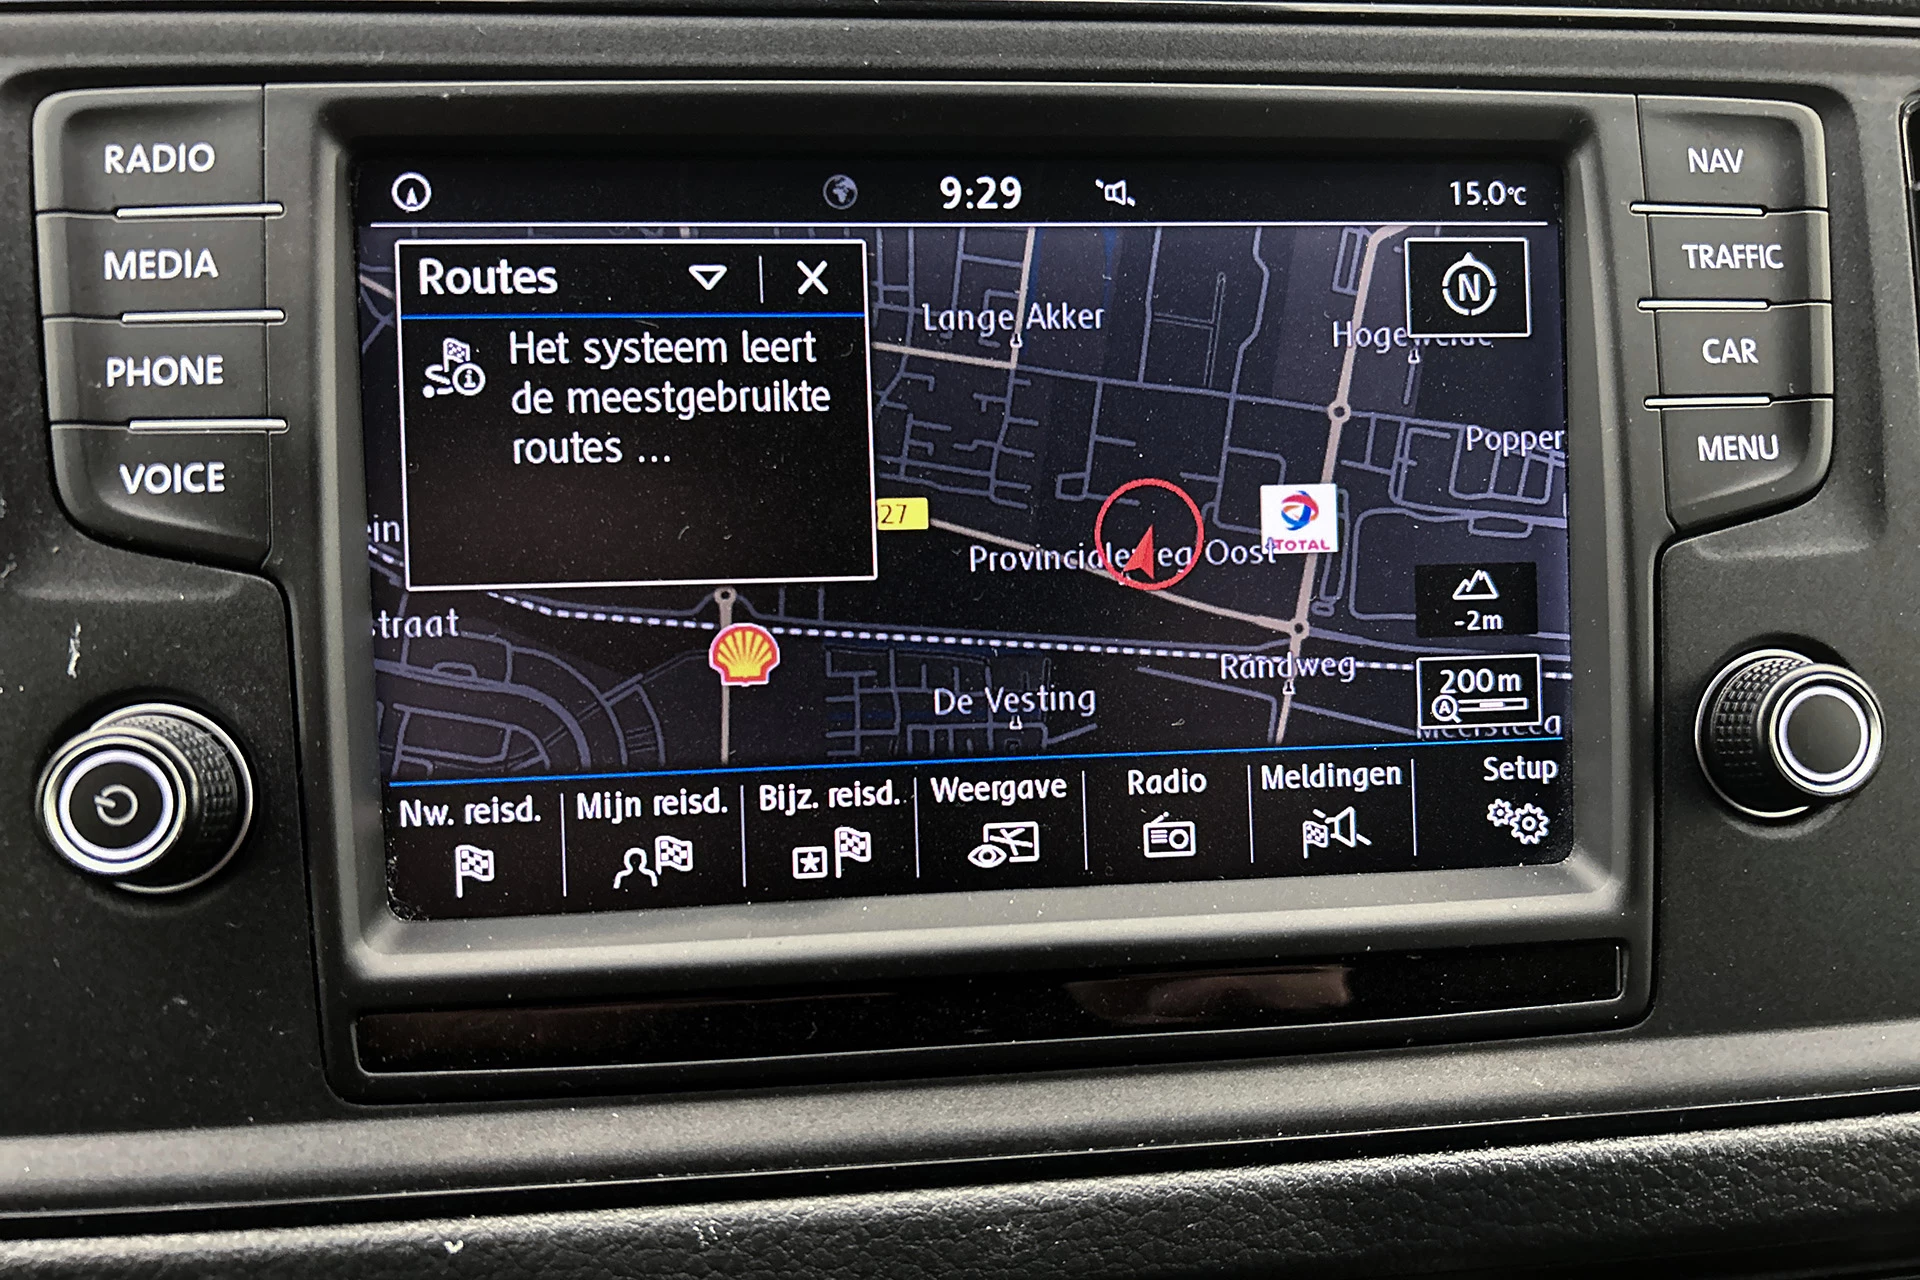 RADIO
MEDIA
PHONE
VOICE
9:29
15.0°C
Routes
Het systeem leert
de meestgebruikte
routes ...
N
Lange Akker
Popper
27
TOTAL
Provincialeweg Oost
-2m
traat
Randweg
200m
A
De Vesting
Nw. reisd.
Mijn reisd.
Bijz. reisd.
Weergave
Radio
Meldingen
Setup
NAV
TRAFFIC
CAR
MENU